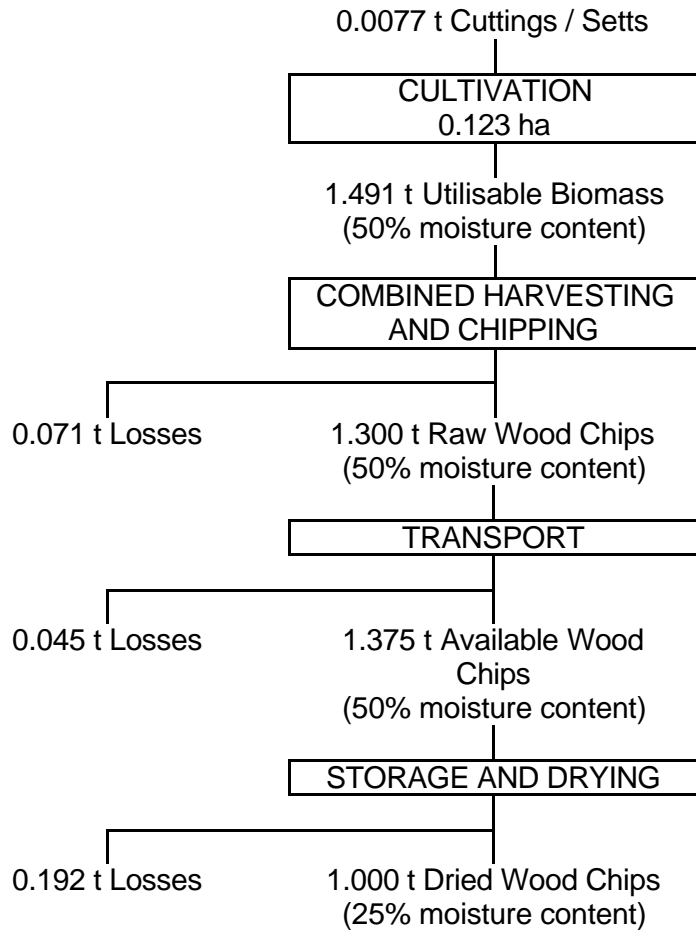 0.0077 t Cuttings / Setts
CULTIVATION
0.123 ha
1.491 t Utilisable Biomass
(50% moisture content)
COMBINED HARVESTING
AND CHIPPING
0.071 t Losses
1.300 t Raw Wood Chips
(50% moisture content)
TRANSPORT
0.045 t Losses
1.375 t Available Wood
Chips
(50% moisture content)
STORAGE AND DRYING
0.192 t Losses
1.000 t Dried Wood Chips
(25% moisture content)